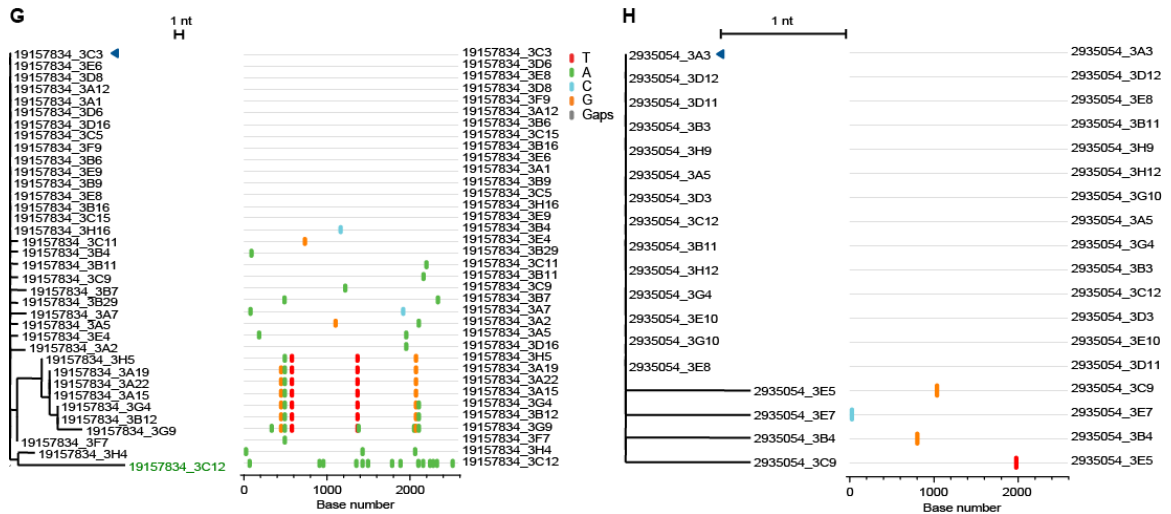 G
1 nt
19157834_3C3
19157834_3E6
19157834_3D8
19157834_3A12
19157834_3A1
19157834_3D6
19157834_3D16
19157834_3C5
19157834_3F9
19157834_3B6
19157834_3E9
19157834_3B9
19157834_3E8
19157834_3B16
19157834_3C15
19157834_3H16
19157834_3C11
19157834_3B4
19157834_3B11
19157834_3C9
19157834_3B7
19157834_3B29
19157834_3A7
19157834_3A5
19157834_3E4
19157834_3A2
19157834_3H5
19157834_3A19
19157834_3A22
19157834_3A15
19157834_3G4
19157834_3B12
19157834_3G9
19157834_3F7
19157834_3H4
19157834_3C12
19157834_3C3
19157834_3D6
19157834_3E8
19157834_3D8
19157834_3F9
19157834_3A12
19157834_3B6
19157834_3C15
19157834_3B16
19157834_3E6
19157834_3A1
19157834_3B9
19157834_3C5
19157834_3H16
19157834_3E9
19157834_3B4
19157834_3E4
19157834_3B29
19157834_3C11
19157834_3B11
19157834_3C9
19157834_3B7
19157834_3A7
19157834_3A2
19157834_3A5
19157834_3D16
19157834_3H5
19157834_3A19
19157834_3A22
19157834_3A15
19157834_3G4
19157834_3B12
19157834_3G9
19157834_3F7
19157834_3H4
19157834_3C12
0 1000 2000
Base number
T
A
C
G
Gaps
H
1 nt
2935054_3A3
2935054_3D12
2935054_3D11
2935054_3B3
2935054_3H9
2935054_3A5
2935054_3D3
2935054_3C12
2935054_3B11
2935054_3H12
2935054_3G4
2935054_3E10
2935054_3G10
2935054_3E8
2935054_3E5
2935054_3E7
2935054_3B4
2935054_3C9
2935054_3A3
2935054_3D12
2935054_3E8
2935054_3B11
2935054_3H9
2935054_3H12
2935054_3G10
2935054_3A5
2935054_3G4
2935054_3B3
2935054_3C12
2935054_3D3
2935054_3E10
2935054_3D11
2935054_3C9
2935054_3E7
2935054_3B4
2935054_3E5
0 1000 2000
Base number